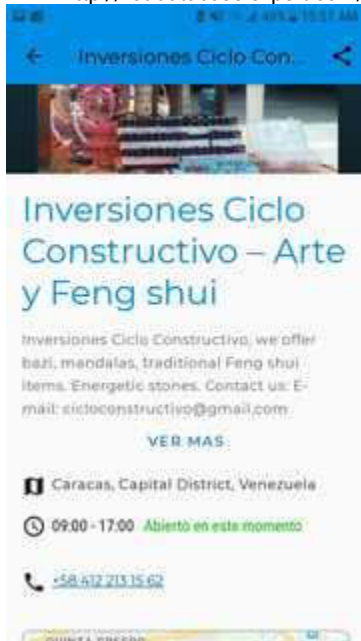 Inversiones Ciclo Con...
Inversiones Ciclo
Constructivo – Arte
y Feng shui
Inversiones Ciclo Constructivo, we offer
bazi, mandalas, traditional Feng shui
items. Energetic stones. Contact us: E-
mail: cicloconstructivo@gmail.com
VER MAS
Caracas, Capital District, Venezuela
09:00 - 17:00 Abierto en este momento
+58 412 213 15 62